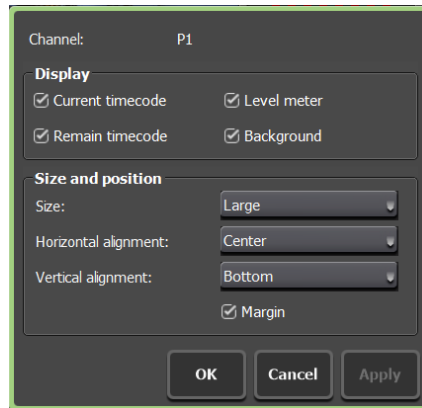 Channel: P1
Display
Current timecode Level meter
Remain timecode Background
Size and position
Size: Large
Horizontal alignment: Center
Vertical alignment: Bottom
Margin
OK Cancel Apply